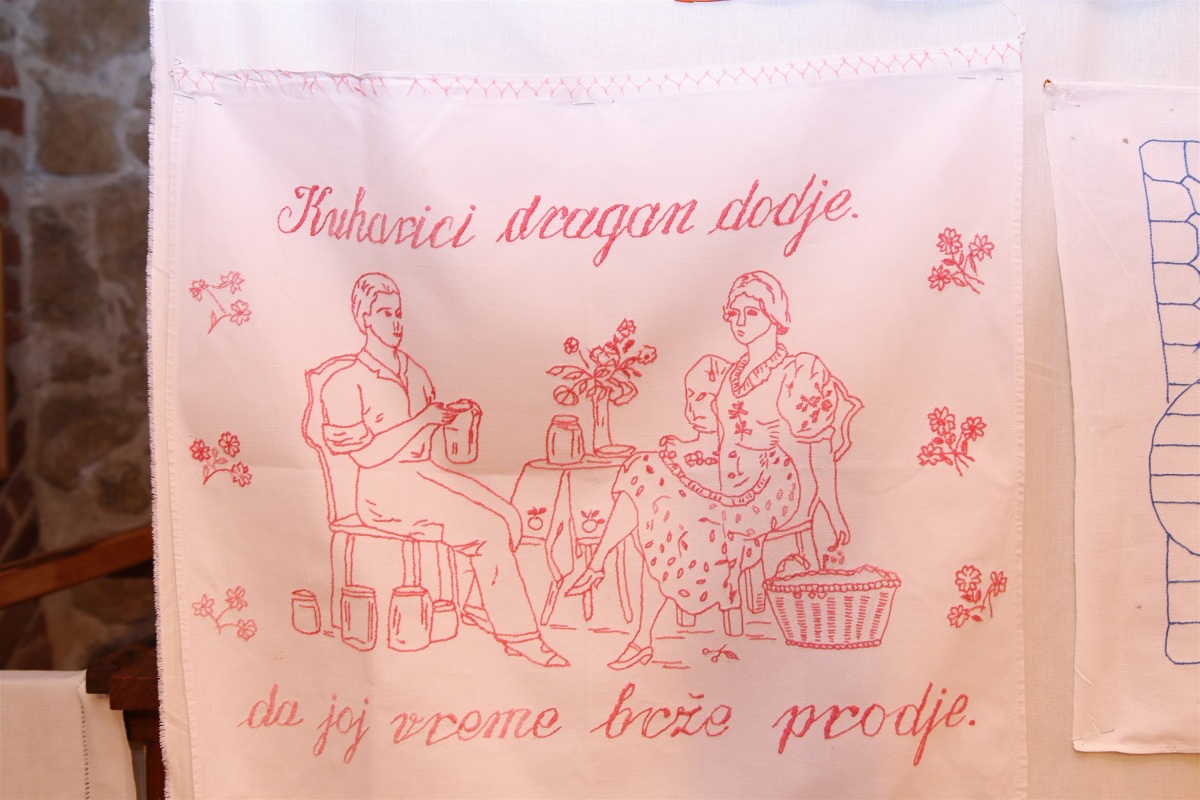 Kuharici dragan dodje.
da joj vreme brže prodje.